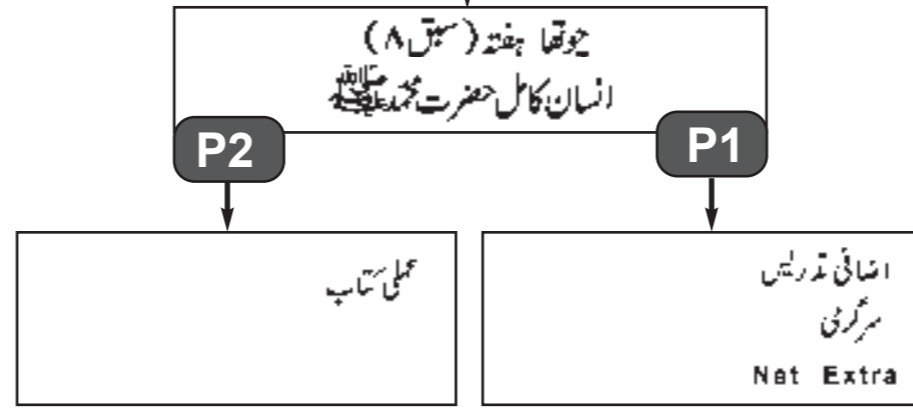 چوتھا ہفتہ (سبق ۸)
انسان کامل حضرت محمد ﷺ
P1
P2
اضافی تدریس
سرگرمی
Net Extra
عملی کتاب